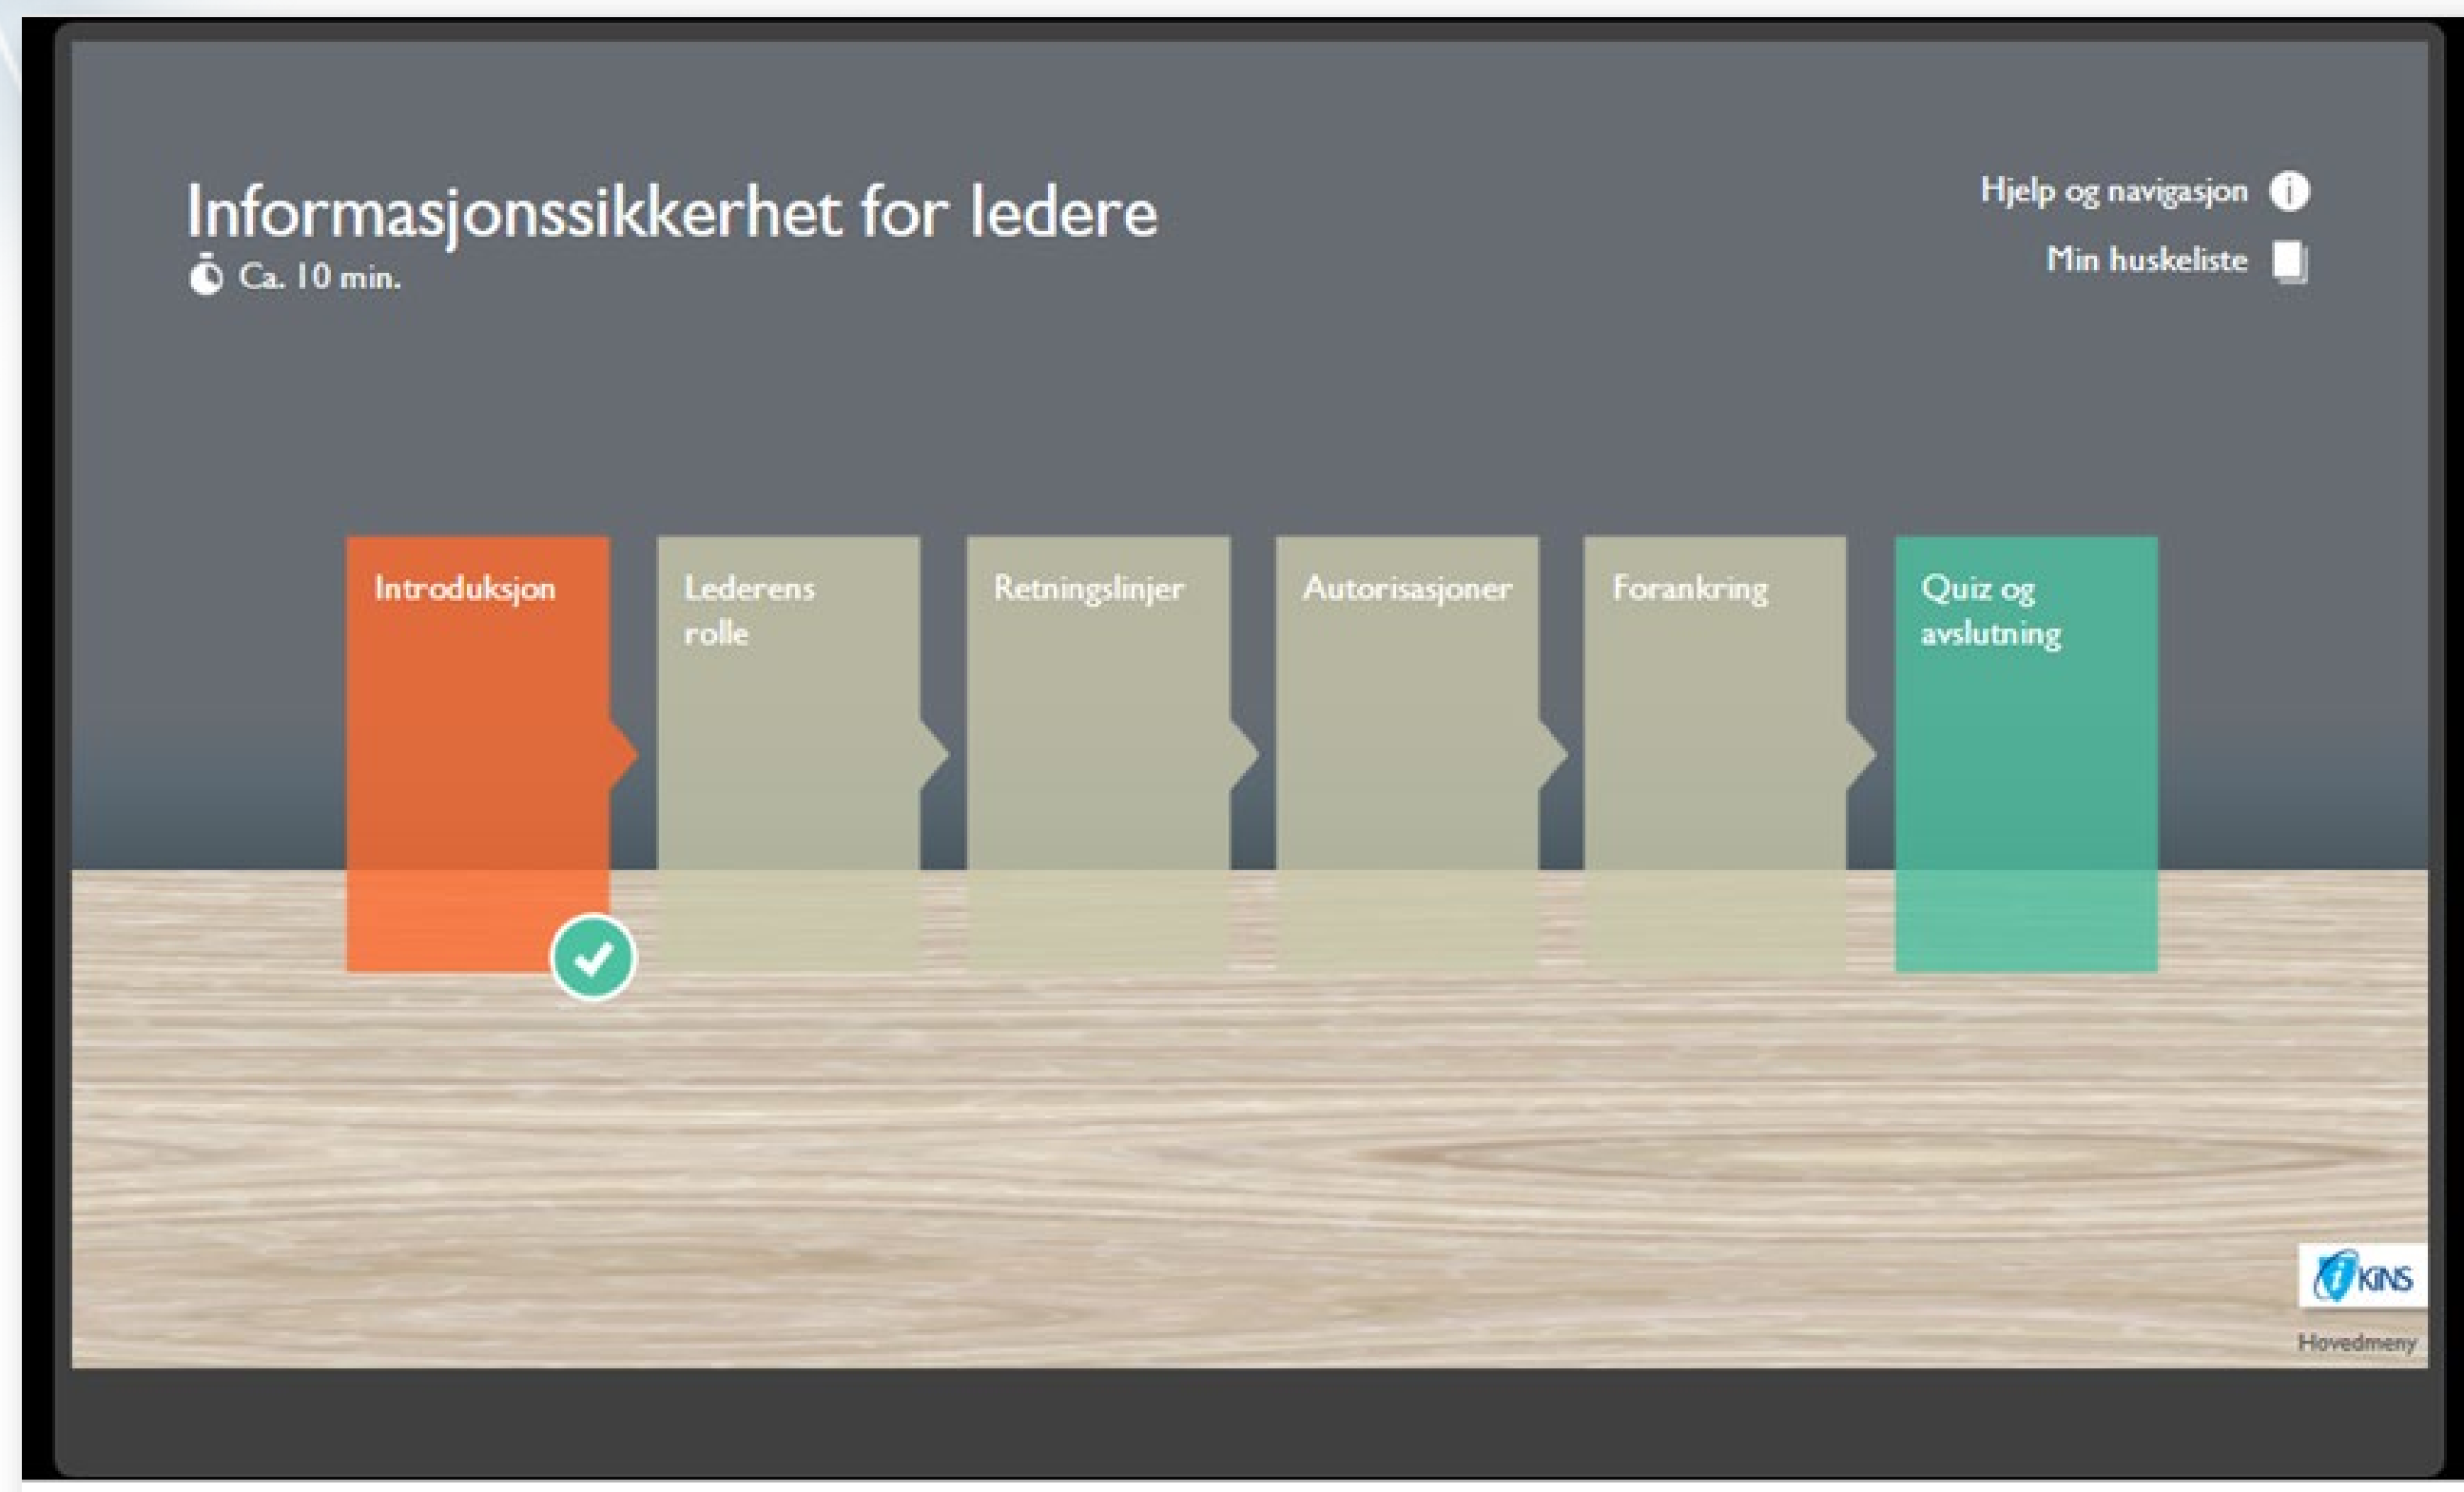 Informasjonssikkerhet for ledere
Ca. 10 min.
Hjelp og navigasjon i
Min huskeliste
Introduksjon
Lederens
rolle
Retningslinjer
Autorisasjoner
Forankring
Quiz og
avslutning
i KINS
Hovedmeny